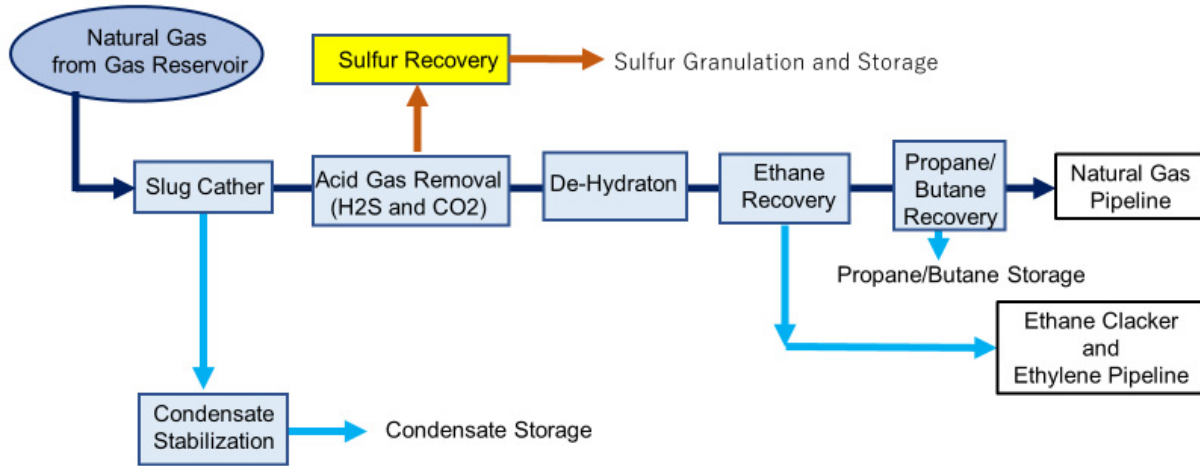 Natural Gas
from Gas Reservoir
Sulfur Recovery
Sulfur Granulation and Storage
Slug Cather
Acid Gas Removal
(H2S and CO2)
De-Hydraton
Ethane
Recovery
Propane/
Butane
Recovery
Natural Gas
Pipeline
Propane/Butane Storage
Ethane Clacker
and
Ethylene Pipeline
Condensate
Stabilization
Condensate Storage